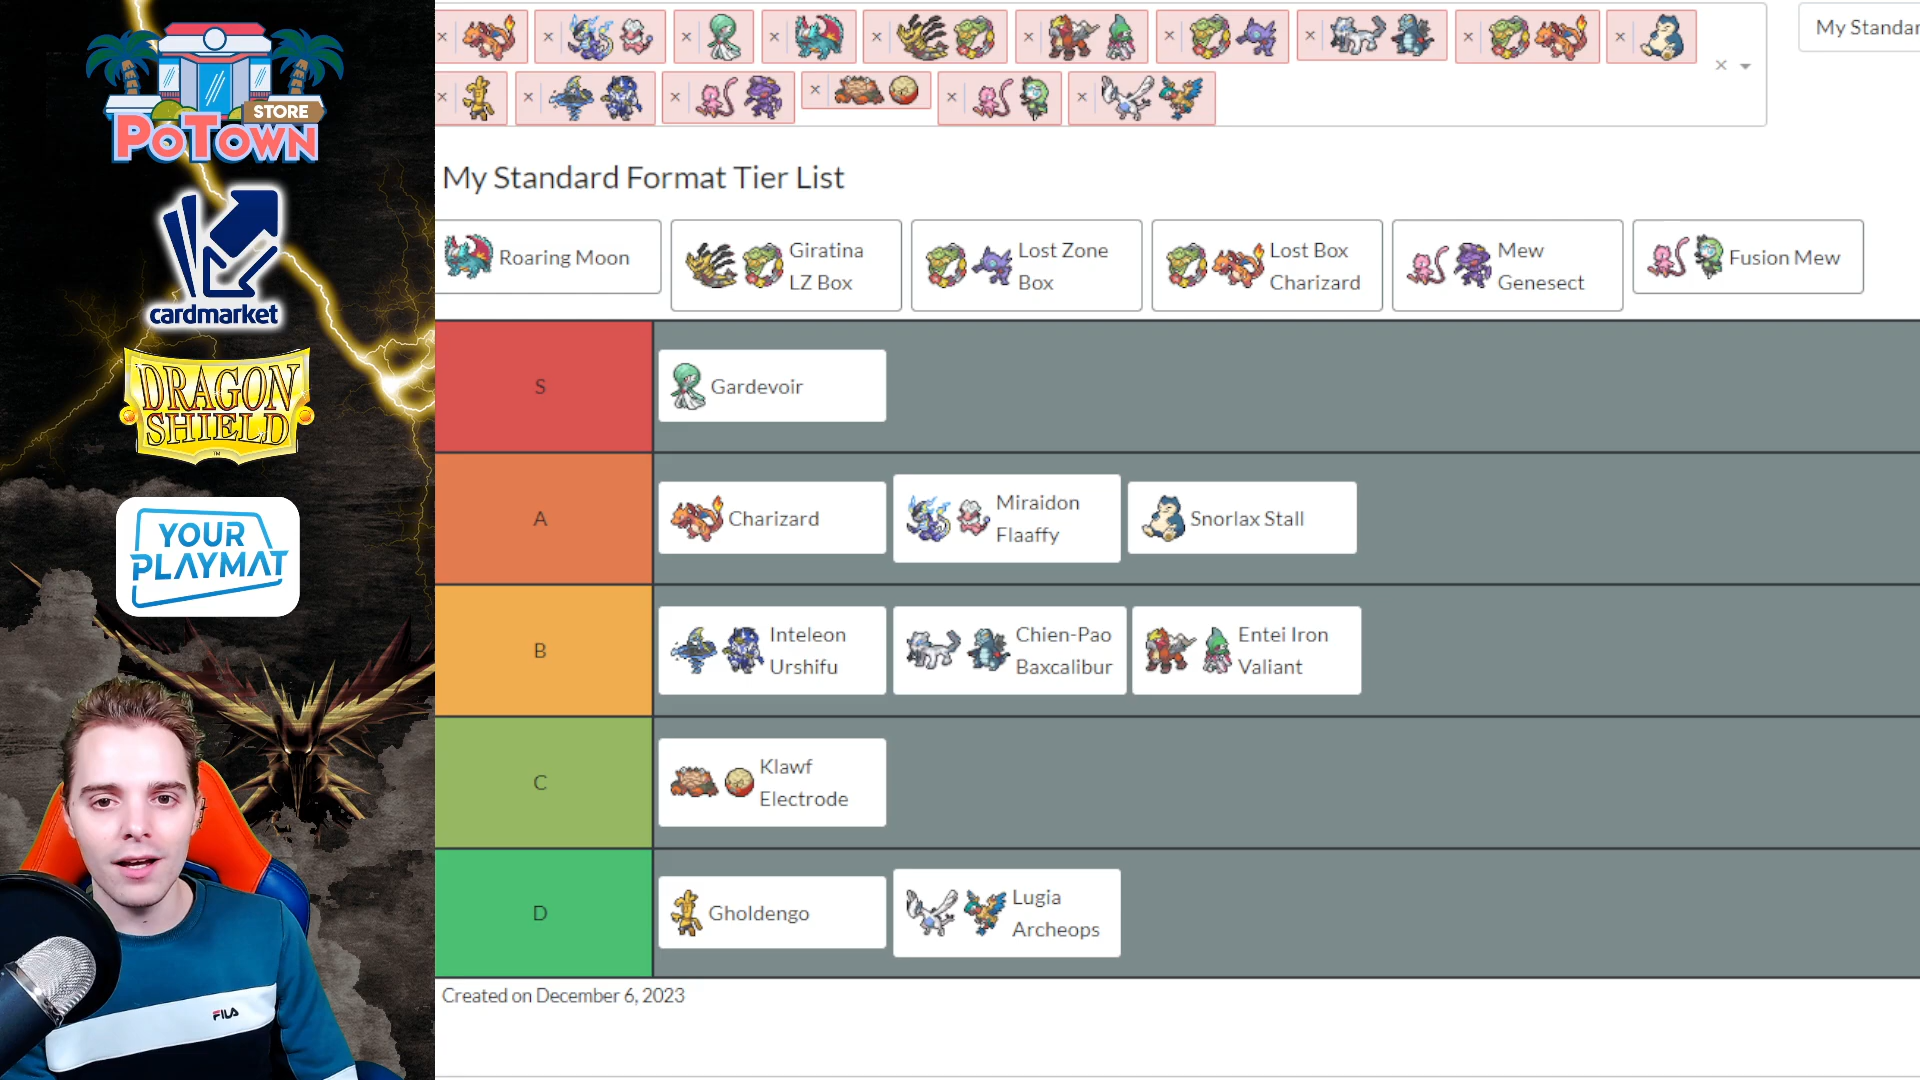 STORE
PoTown
cardmarket
DRAGON
SHIELD
TM
YOUR
PLAYMAT
FILA
My Standar
My Standard Format Tier List
Roaring Moon
Giratina
LZ Box
Lost Zone
Box
Lost Box
Charizard
Mew
Genesect
Fusion Mew
S
Gardevoir
A
Charizard
Miraidon
Flaaffy
Snorlax Stall
B
Inteleon
Urshifu
Chien-Pao
Baxcalibur
Entei Iron
Valiant
C
Klawf
Electrode
D
Gholdengo
Lugia
Archeops
Created on December 6, 2023